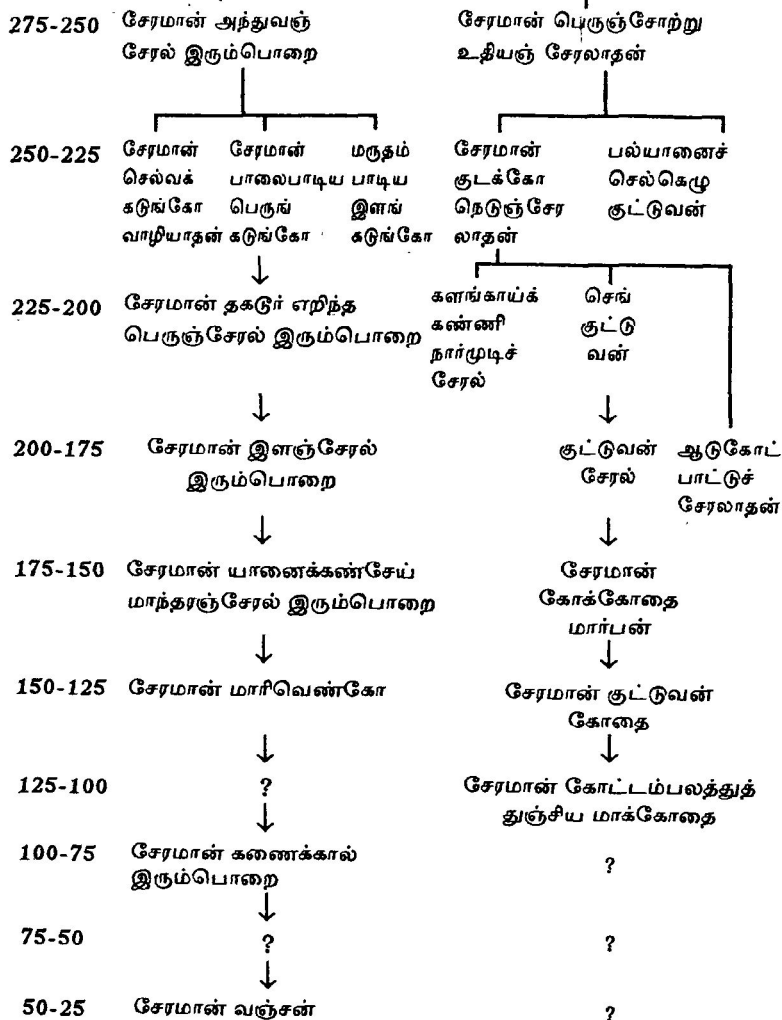 275-250 சேரமான் அந்துவஞ் சேரமான் பெருஞ்சோற்று
சேரல் இரும்பொறை உதியஞ் சேரலாதன்
250-225 சேரமான் சேரமான் மருதம் சேரமான் பல்யானைச்
செல்வக் பாலைபாடிய பாடிய குடக்கோ செல்கெழு
கடுங்கோ பெருங் இளங் நெடுஞ்சேர குட்டுவன்
வாழியாதன் கடுங்கோ கடுங்கோ லாதன்
225-200 சேரமான் தகடூர் எறிந்த களங்காய்க் செங்
பெருஞ்சேரல் இரும்பொறை கண்ணி குட்டு
நார்முடிச் வன்
சேரல்
200-175 சேரமான் இளஞ்சேரல் குட்டுவன் ஆடுகோட்
இரும்பொறை சேரல் பாட்டுச்
சேரலாதன்
175-150 சேரமான் யானைக்கண்சேய் சேரமான்
மாந்தரஞ்சேரல் இரும்பொறை கோக்கோதை
மார்பன்
150-125 சேரமான் மாரிவெண்கோ சேரமான் குட்டுவன்
கோதை
125-100 ? சேரமான் கோட்டம்பலத்துத்
துஞ்சிய மாக்கோதை
100-75 சேரமான் கணைக்கால் ?
இரும்பொறை
75-50 ? ?
50-25 சேரமான் வஞ்சன் ?